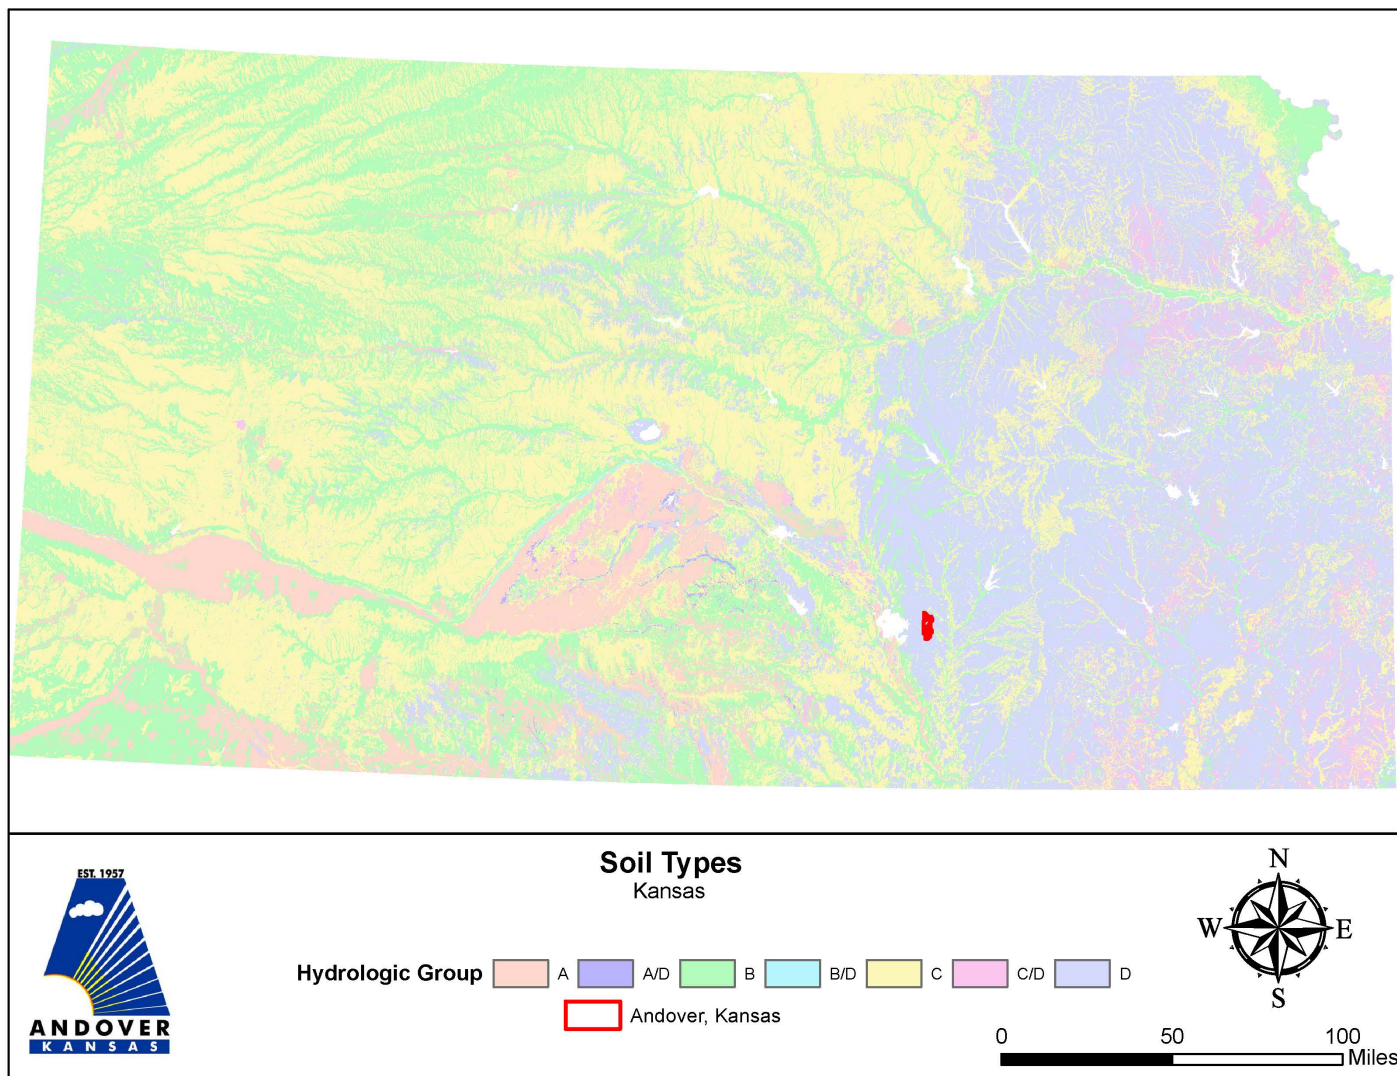 EST. 1957
ANDOVER
KANSAS
Soil Types
Kansas
Hydrologic Group A A/D B B/D C C/D D
Andover, Kansas
N
W E
S
0 50 100
Miles